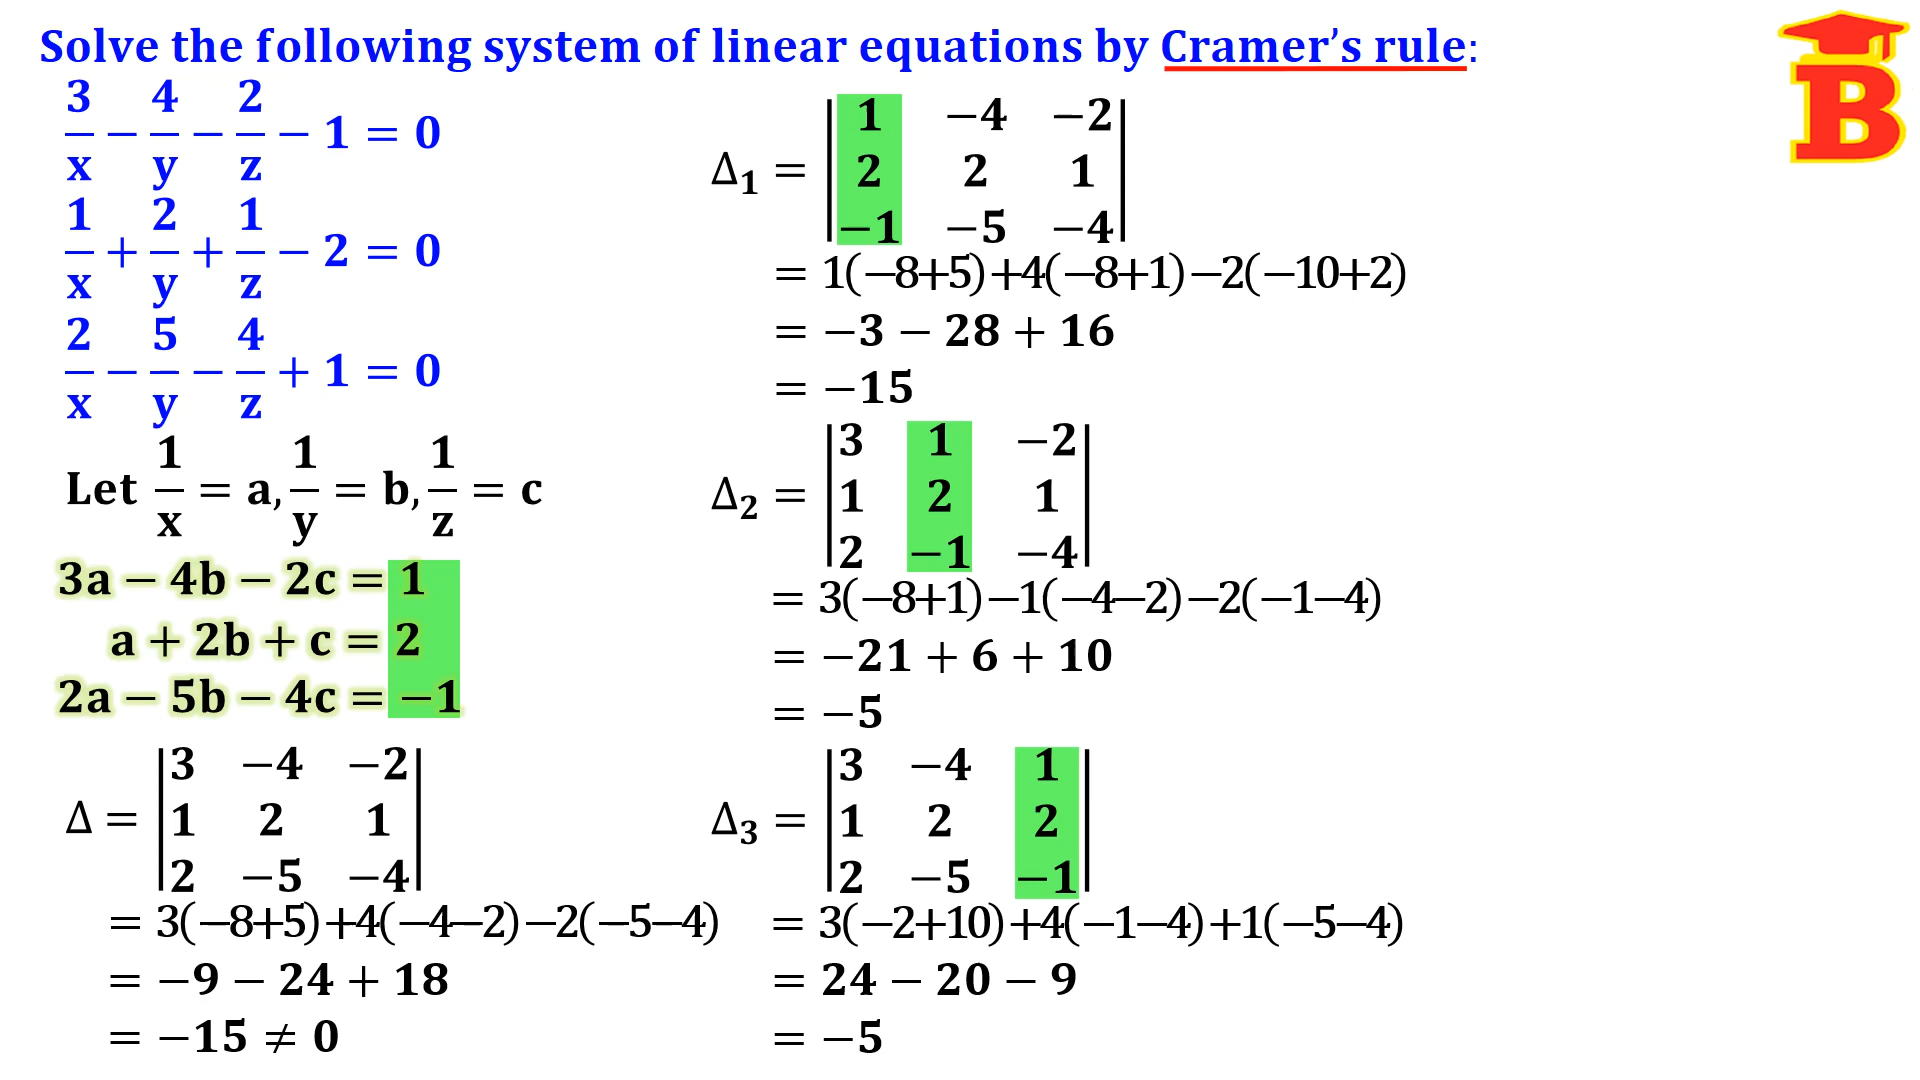 Solve the following system of linear equations by Cramer's rule:
3/x − 4/y − 2/z − 1 = 0
1/x + 2/y + 1/z − 2 = 0
2/x − 5/y − 4/z + 1 = 0
Let 1/x = a, 1/y = b, 1/z = c
3a − 4b − 2c = 1
a + 2b + c = 2
2a − 5b − 4c = −1
Δ = |3 −4 −2|
|1 2 1|
|2 −5 −4|
= 3(−8+5)+4(−4−2)−2(−5−4)
= −9 − 24 + 18
= −15 ≠ 0
Δ₁ = |1 −4 −2|
|2 2 1|
|−1 −5 −4|
= 1(−8+5)+4(−8+1)−2(−10+2)
= −3 − 28 + 16
= −15
Δ₂ = |3 1 −2|
|1 2 1|
|2 −1 −4|
= 3(−8+1)−1(−4−2)−2(−1−4)
= −21 + 6 + 10
= −5
Δ₃ = |3 −4 1|
|1 2 2|
|2 −5 −1|
= 3(−2+10)+4(−1−4)+1(−5−4)
= 24 − 20 − 9
= −5
B